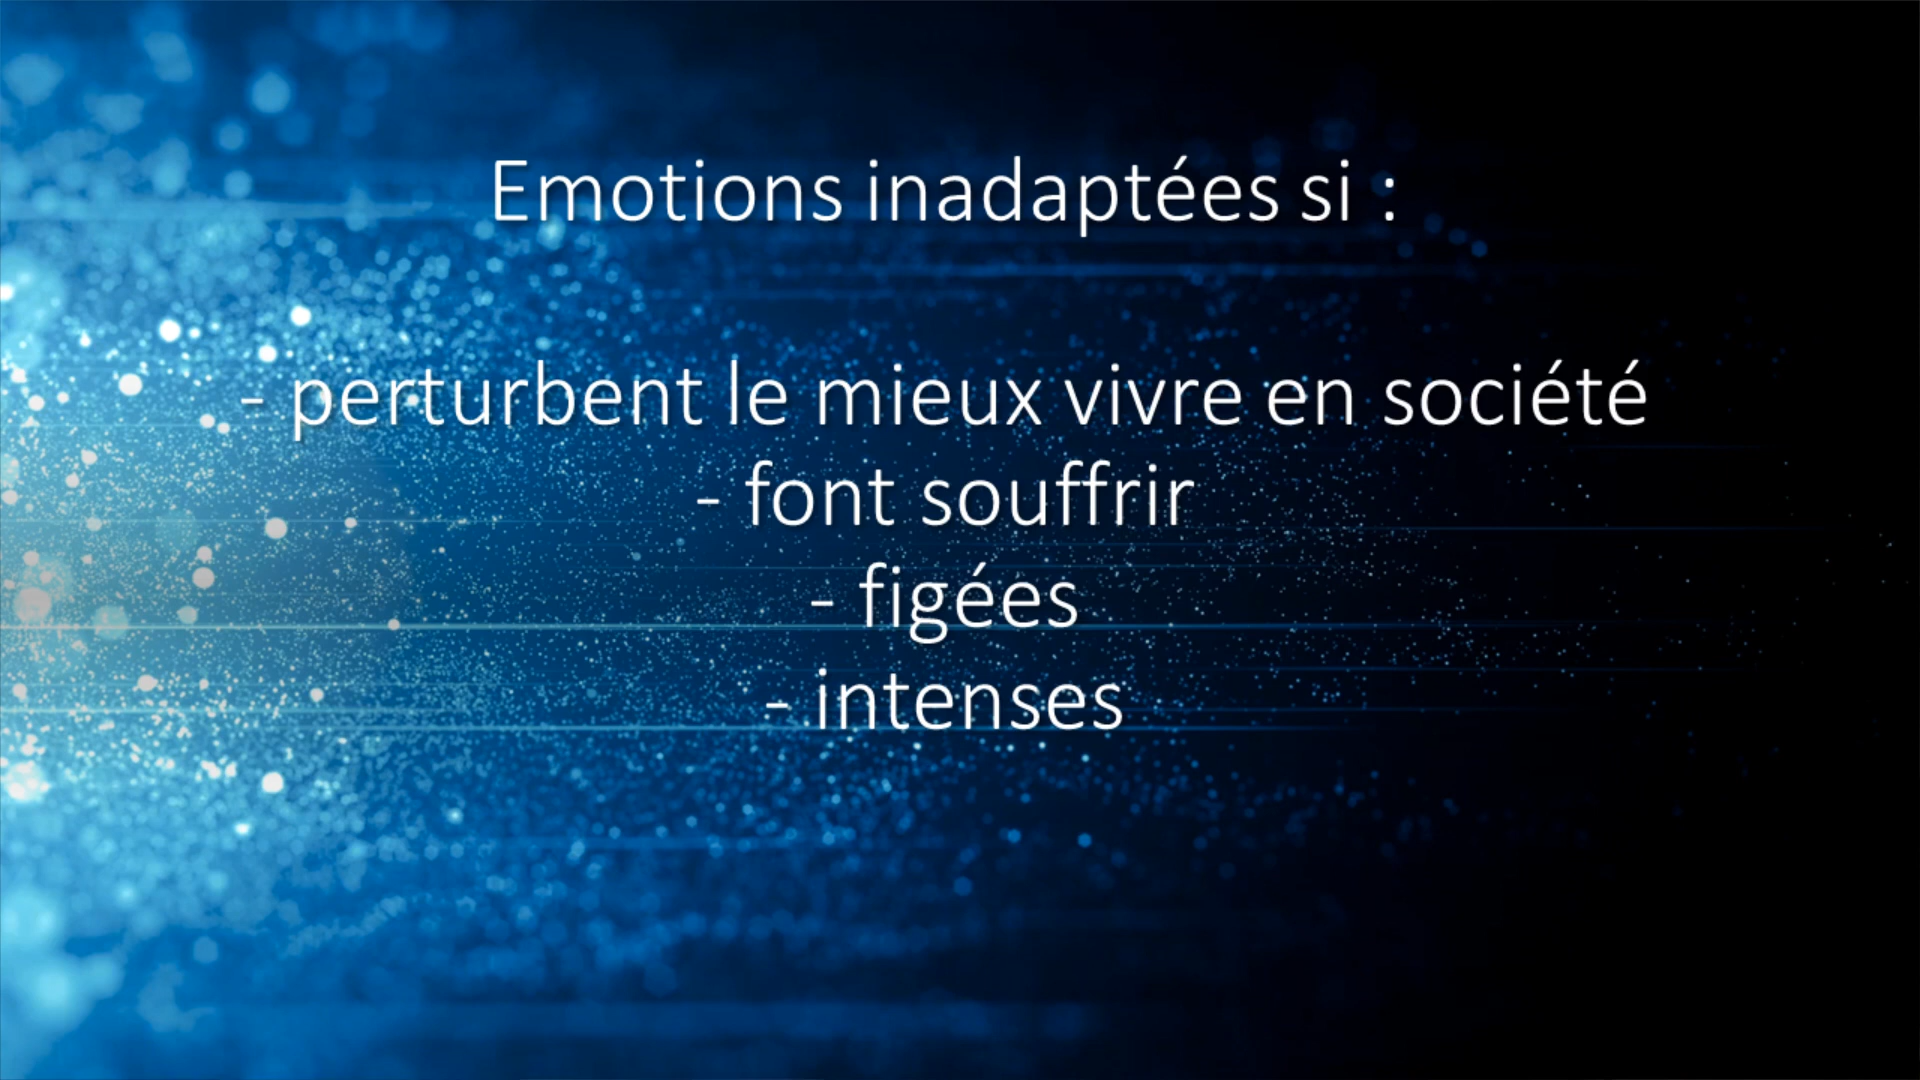 Emotions inadaptées si :
- perturbent le mieux vivre en société
- font souffrir
- figées
- intenses